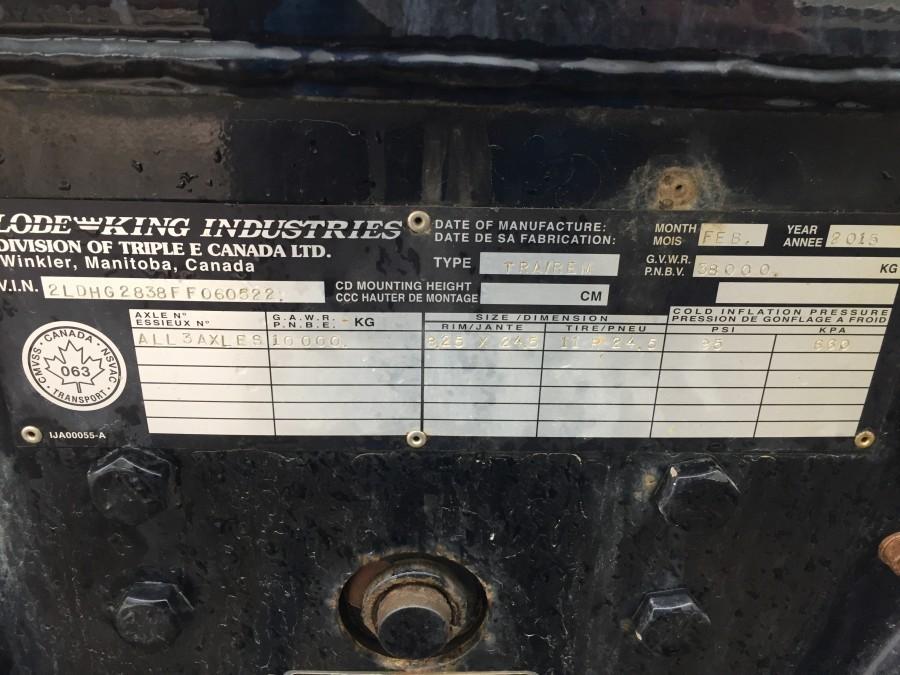 LODE KING INDUSTRIES
DIVISION OF TRIPLE E CANADA LTD.
Winkler, Manitoba, Canada
DATE OF MANUFACTURE:
DATE DE SA FABRICATION:
MONTH
MOIS
FEB.
YEAR
ANNEE
2015
TYPE TRA/REM
G.V.W.R.
P.N.B.V.
38000. KG
V.I.N. 2LDHG2838FF060522.
CD MOUNTING HEIGHT
CCC HAUTER DE MONTAGE
CM
AXLE Nº
ESSIEUX Nº
G.A.W.R.
P.N.B.E. - KG
SIZE / DIMENSION
RIM/JANTE TIRE/PNEU
COLD INFLATION PRESSURE
PRESSION DE GONFLAGE A FROID
PSI KPA
ALL 3 AXLES 10000. 8.25 X 24.5 11 R 24.5 95 660
CANADA
CMVSS NSVAC
063
TRANSPORT
IJA00055-A